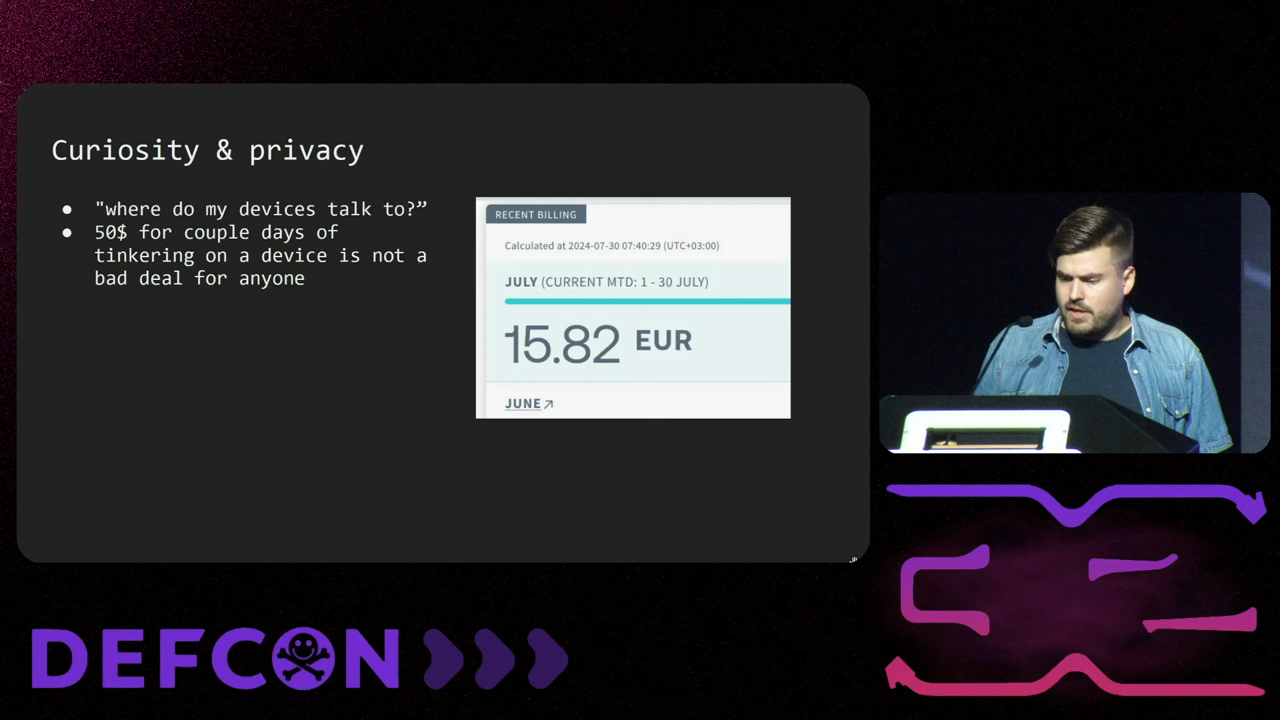 Curiosity & privacy
● "where do my devices talk to?”
● 50$ for couple days of
tinkering on a device is not a
bad deal for anyone
RECENT BILLING
Calculated at 2024-07-30 07:40:29 (UTC+03:00)
JULY (CURRENT MTD: 1 - 30 JULY)
15.82 EUR
JUNE↗
DEFCON